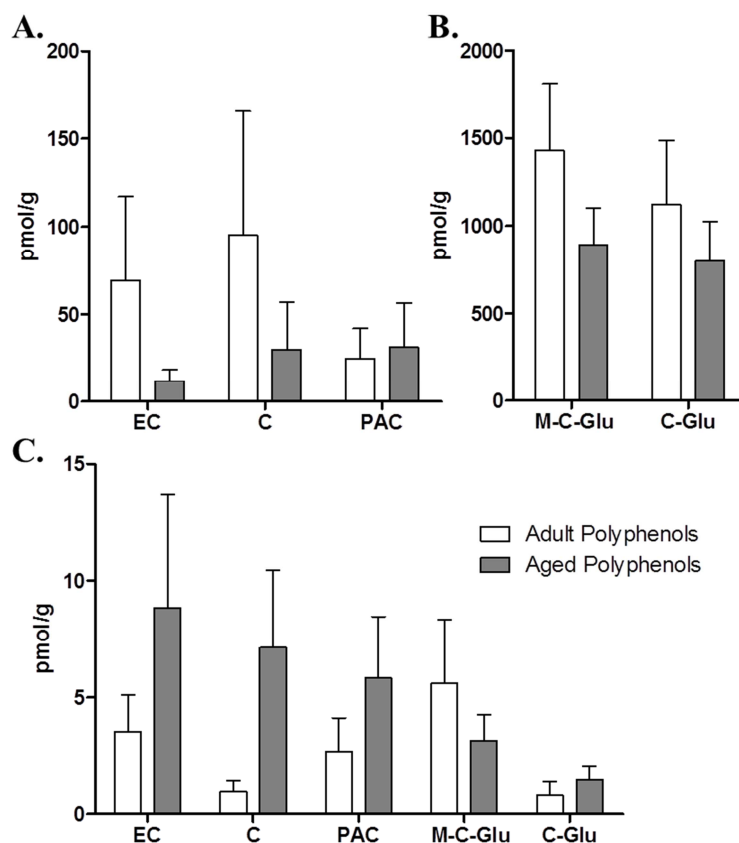 A.
200
150
100
50
0
pmol/g
EC C PAC
B.
2000
1500
1000
500
0
pmol/g
M-C-Glu C-Glu
C.
15
10
5
0
pmol/g
EC C PAC M-C-Glu C-Glu
Adult Polyphenols
Aged Polyphenols